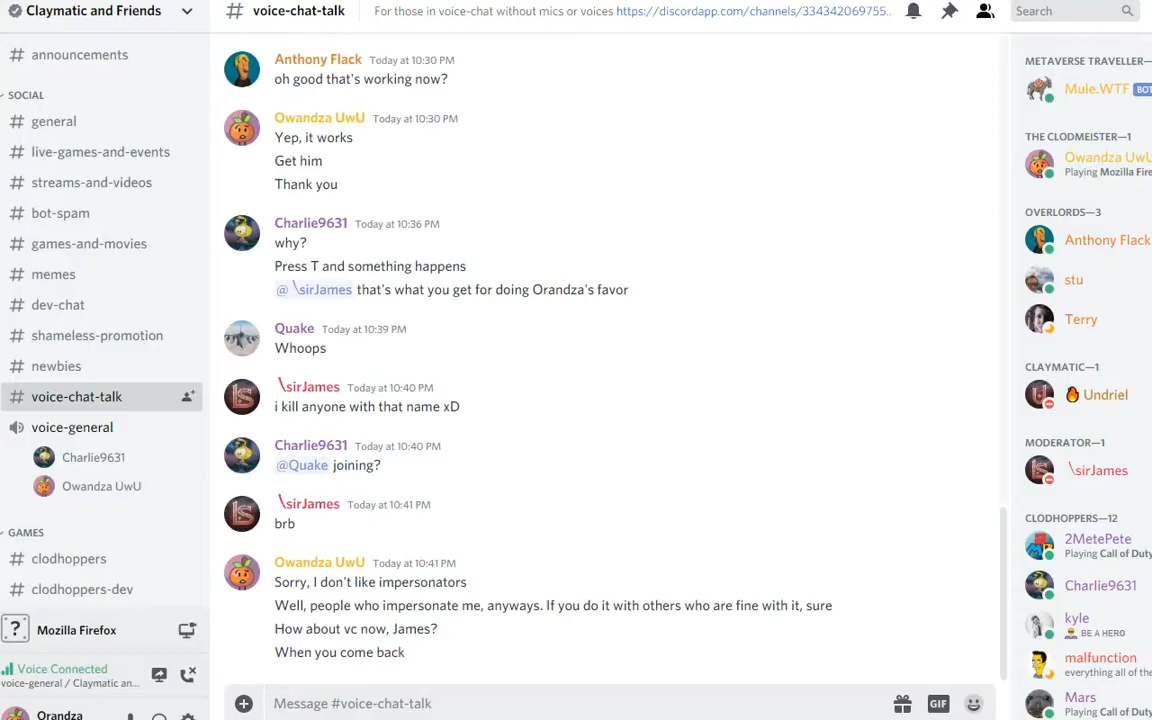 Claymatic and Friends
# announcements
SOCIAL
# general
# live-games-and-events
# streams-and-videos
# bot-spam
# games-and-movies
# memes
# dev-chat
# shameless-promotion
# newbies
# voice-chat-talk
voice-general
Charlie9631
Owandza UwU
GAMES
# clodhoppers
# clodhoppers-dev
? Mozilla Firefox
Voice Connected
voice-general / Claymatic an...
Orandza
# voice-chat-talk
For those in voice-chat without mics or voices https://discordapp.com/channels/334342069755...
Search
Anthony Flack Today at 10:30 PM
oh good that's working now?
Owandza UwU Today at 10:30 PM
Yep, it works
Get him
Thank you
Charlie9631 Today at 10:36 PM
why?
Press T and something happens
@ \sirJames that's what you get for doing Orandza's favor
Quake Today at 10:39 PM
Whoops
\sirJames Today at 10:40 PM
i kill anyone with that name xD
Charlie9631 Today at 10:40 PM
@Quake joining?
\sirJames Today at 10:41 PM
brb
Owandza UwU Today at 10:41 PM
Sorry, I don't like impersonators
Well, people who impersonate me, anyways. If you do it with others who are fine with it, sure
How about vc now, James?
When you come back
Message #voice-chat-talk
GIF
METAVERSE TRAVELLER—
Mule.WTF BOT
THE CLODMEISTER—1
Owandza UwU
Playing Mozilla Fire
OVERLORDS—3
Anthony Flack
stu
Terry
CLAYMATIC—1
Undriel
MODERATOR—1
\sirJames
CLODHOPPERS—12
2MetePete
Playing Call of Duty
Charlie9631
kyle
BE A HERO
malfunction
everything all of the
Mars
Playing Call of Duty